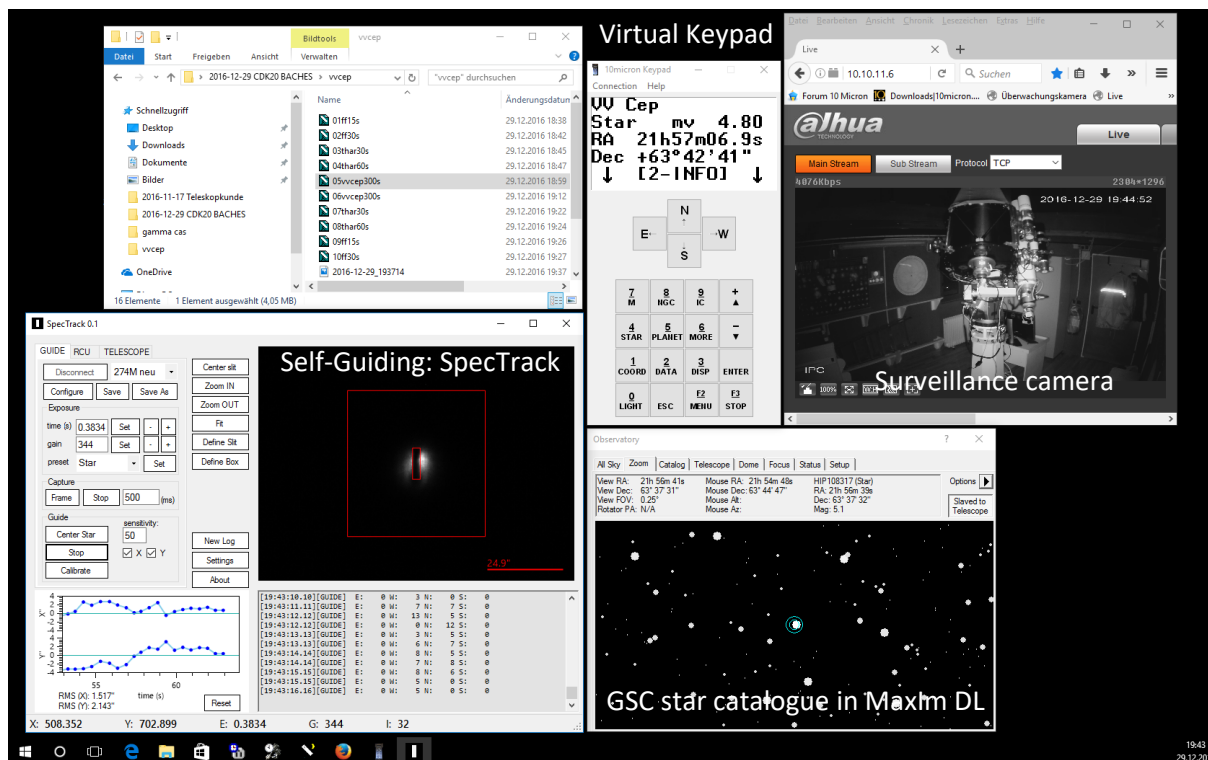 Bildtools vvcep
Datei Start Freigeben Ansicht Verwalten
2016-12-29 CDK20 BACHES > vvcep
"vvcep" durchsuchen
Name Änderungsdatum
Schnellzugriff
Desktop
Downloads
Dokumente
Bilder
2016-11-17 Teleskopkunde
2016-12-29 CDK20 BACHES
gamma cas
vvcep
OneDrive
01ff15s 29.12.2016 18:38
02ff30s 29.12.2016 18:42
03thar30s 29.12.2016 18:45
04thar60s 29.12.2016 18:47
05vvcep300s 29.12.2016 18:59
06vvcep300s 29.12.2016 19:12
07thar30s 29.12.2016 19:22
08thar60s 29.12.2016 19:24
09ff15s 29.12.2016 19:26
10ff30s 29.12.2016 19:27
2016-12-29_193714 29.12.2016 19:37
16 Elemente 1 Element ausgewählt (4,05 MB)
Virtual Keypad
10micron Keypad
Connection Help
VV Cep
Star mv 4.80
RA 21h57m06.9s
Dec +63°42'41"
↓ [2-INFO] ↓
N
E← →W
S
7 M
8 NGC
9 IC
+ ▲
4 STAR
5 PLANET
6 MORE
– ▼
1 COORD
2 DATA
3 DISP
ENTER
0 LIGHT
ESC
F2 MENU
F3 STOP
Datei Bearbeiten Ansicht Chronik Lesezeichen Extras Hilfe
Live
10.10.11.6
Suchen
Forum 10 Micron Downloads|10micron.... Überwachungskamera Live
alhua
TECHNOLOGY
Live
Main Stream Sub Stream Protocol TCP
4076Kbps 2304*1296
2016-12-29 19:44:52
IPC
100%
Surveillance camera
SpecTrack 0.1
GUIDE RCU TELESCOPE
Disconnect 274M neu
Configure Save Save As
Exposure
time (s) 0.3834 Set - +
gain 344 Set - +
preset Star Set
Capture
Frame Stop 500 (ms)
Guide
sensitivity:
Center Star 50
Stop X Y
Calibrate
Center slit
Zoom IN
Zoom OUT
Fit
Define Slit
Define Box
New Log
Settings
About
Self-Guiding: SpecTrack
24.9"
X"
4
2
0
-2
-4
Y"
4
2
0
-2
-4
55 60
RMS (X): 1.517" time (s)
RMS (Y): 2.143"
Reset
[19:43:10.10][GUIDE] E: 0 W: 3 N: 0 S: 0
[19:43:11.11][GUIDE] E: 0 W: 7 N: 7 S: 0
[19:43:12.12][GUIDE] E: 0 W: 13 N: 5 S: 0
[19:43:12.12][GUIDE] E: 0 W: 0 N: 12 S: 0
[19:43:13.13][GUIDE] E: 0 W: 3 N: 5 S: 0
[19:43:13.13][GUIDE] E: 0 W: 6 N: 7 S: 0
[19:43:14.14][GUIDE] E: 0 W: 8 N: 5 S: 0
[19:43:14.14][GUIDE] E: 0 W: 7 N: 8 S: 0
[19:43:15.15][GUIDE] E: 0 W: 8 N: 6 S: 0
[19:43:15.15][GUIDE] E: 0 W: 5 N: 0 S: 0
[19:43:16.16][GUIDE] E: 0 W: 5 N: 0 S: 0
X: 508.352 Y: 702.899 E: 0.3834 G: 344 I: 32
Observatory
All Sky Zoom Catalog Telescope Dome Focus Status Setup
View RA: 21h 56m 41s Mouse RA: 21h 54m 48s HIP108317 (Star)
View Dec: 63° 37' 31" Mouse Dec: 63° 44' 47" RA: 21h 56m 39s
View FOV: 0.25° Mouse Alt: Dec: 63° 37' 32"
Rotator PA: N/A Mouse Az: Mag: 5.1
Options
Slaved to
Telescope
GSC star catalogue in MaxIm DL
19:43